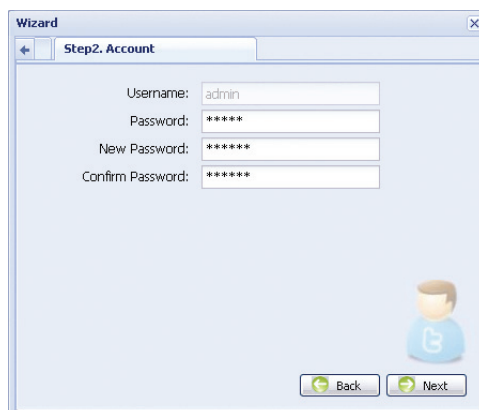 Wizard
Step2. Account
Username: admin
Password: *****
New Password: ******
Confirm Password: ******
t
Back Next